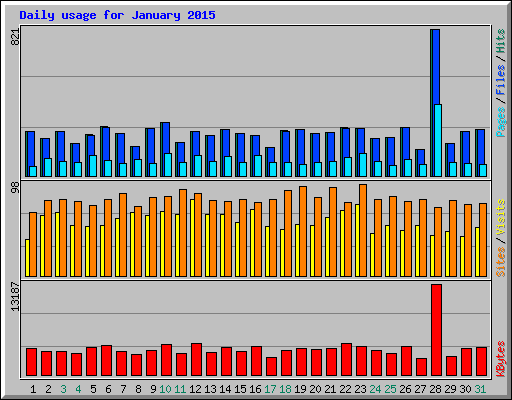 Daily usage for January 2015
821
Pages / Files / Hits
98
Sites / Visits
13187
KBytes
1 2 3 4 5 6 7 8 9 10 11 12 13 14 15 16 17 18 19 20 21 22 23 24 25 26 27 28 29 30 31